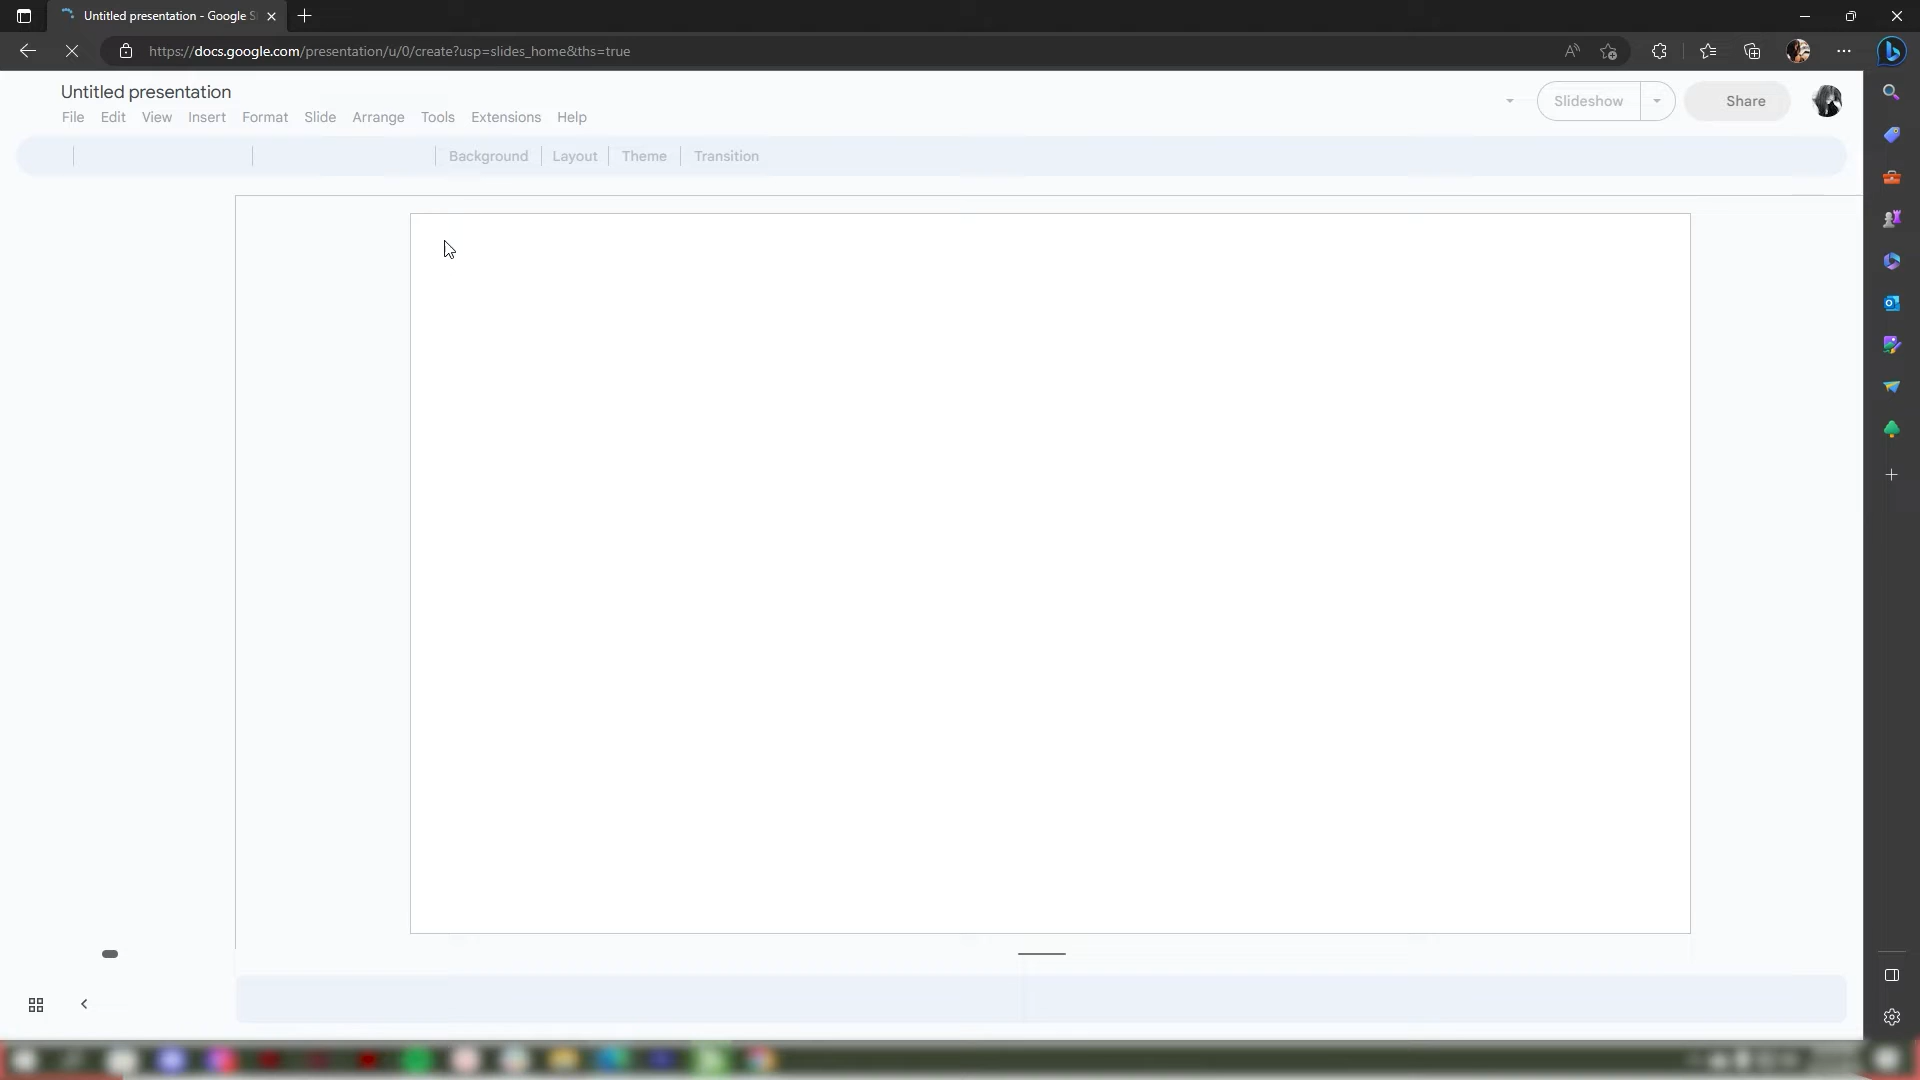 Untitled presentation - Google S
https://docs.google.com/presentation/u/0/create?usp=slides_home&ths=true
Untitled presentation
File Edit View Insert Format Slide Arrange Tools Extensions Help
Slideshow
Share
Background Layout Theme Transition